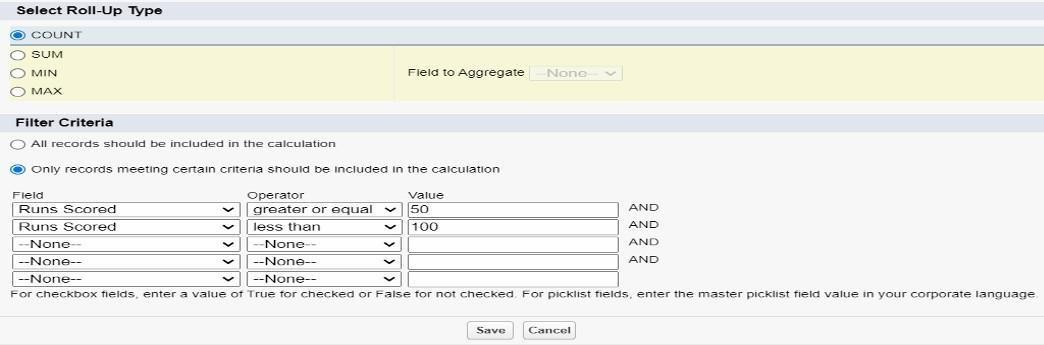 Select Roll-Up Type
COUNT
SUM
MIN
Field to Aggregate --None--
MAX
Filter Criteria
All records should be included in the calculation
Only records meeting certain criteria should be included in the calculation
Field Operator Value
Runs Scored greater or equal 50 AND
Runs Scored less than 100 AND
--None-- --None-- AND
--None-- --None-- AND
--None-- --None--
For checkbox fields, enter a value of True for checked or False for not checked. For picklist fields, enter the master picklist field value in your corporate language.
Save Cancel